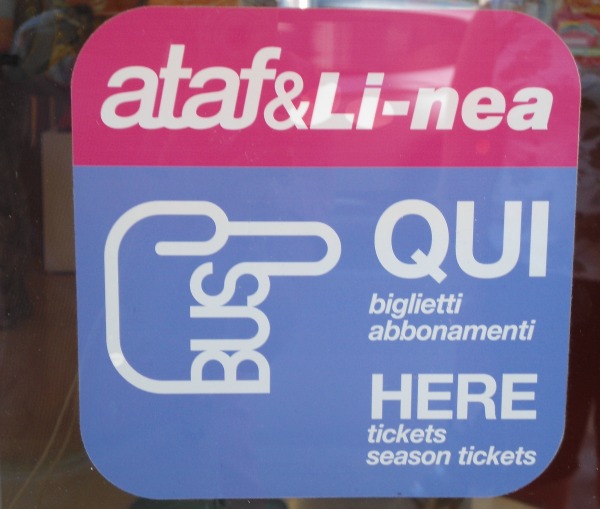 ataf&Li-nea
BUS
QUI
biglietti
abbonamenti
HERE
tickets
season tickets